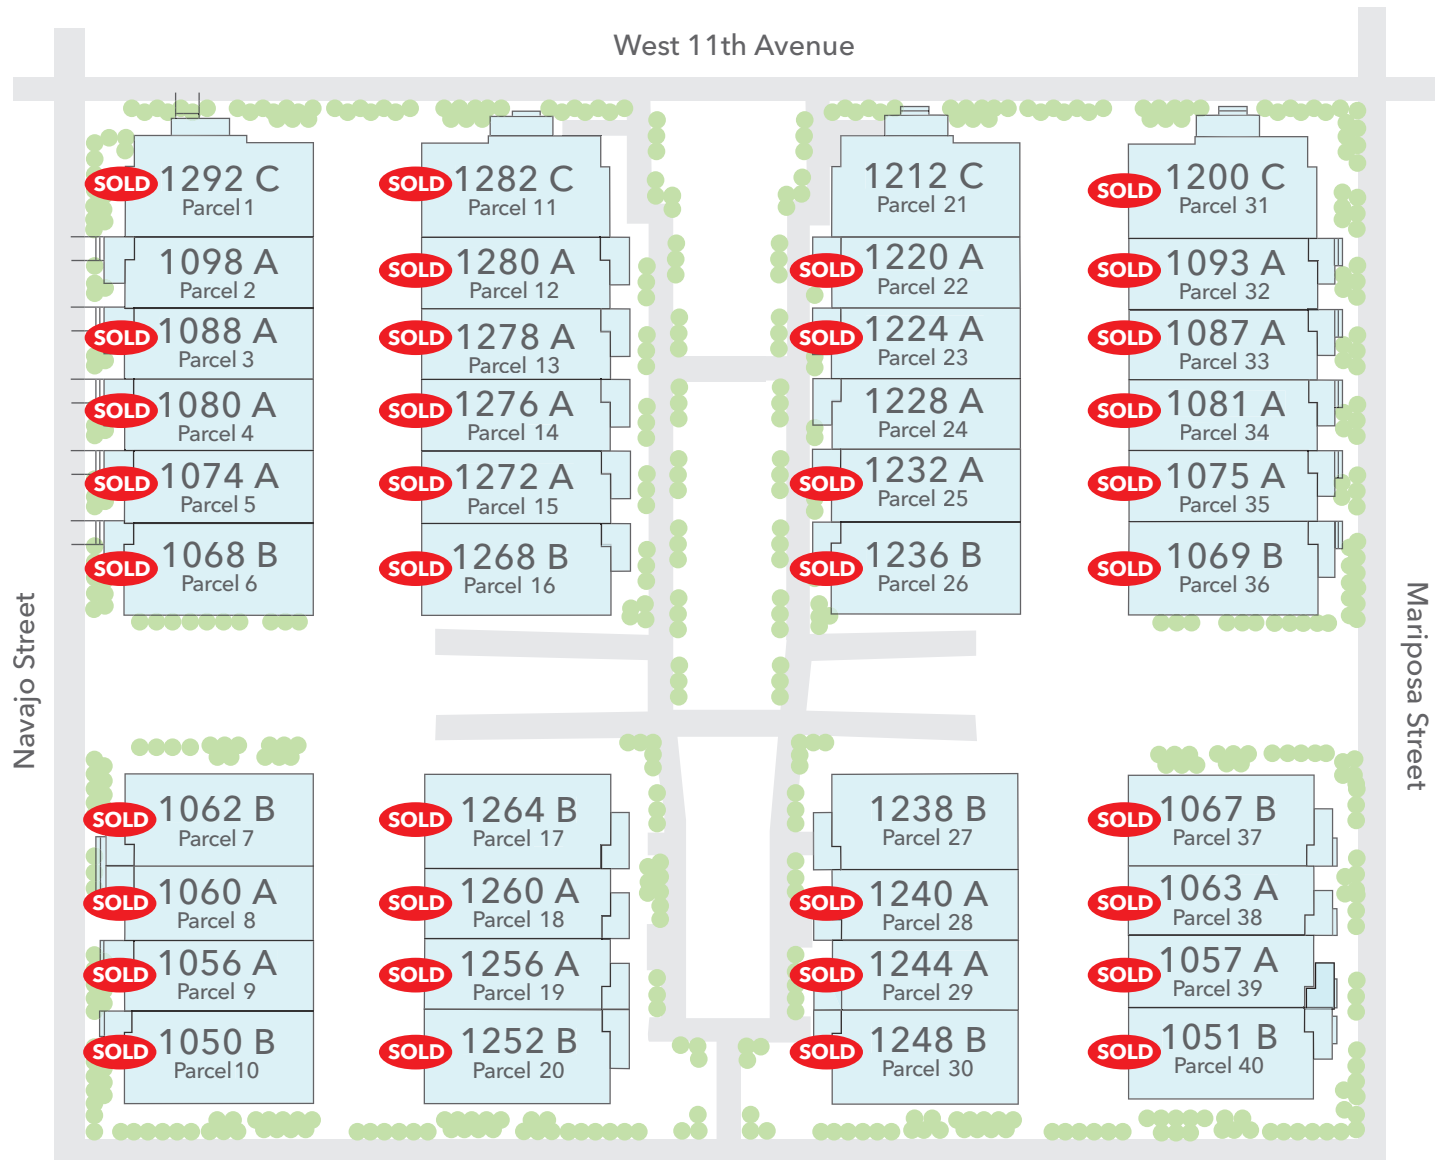 West 11th Avenue
Navajo Street
Mariposa Street
SOLD 1292 C
Parcel 1
1098 A
Parcel 2
SOLD 1088 A
Parcel 3
SOLD 1080 A
Parcel 4
SOLD 1074 A
Parcel 5
SOLD 1068 B
Parcel 6
SOLD 1062 B
Parcel 7
SOLD 1060 A
Parcel 8
SOLD 1056 A
Parcel 9
SOLD 1050 B
Parcel 10
SOLD 1282 C
Parcel 11
SOLD 1280 A
Parcel 12
SOLD 1278 A
Parcel 13
SOLD 1276 A
Parcel 14
SOLD 1272 A
Parcel 15
SOLD 1268 B
Parcel 16
SOLD 1264 B
Parcel 17
SOLD 1260 A
Parcel 18
SOLD 1256 A
Parcel 19
SOLD 1252 B
Parcel 20
1212 C
Parcel 21
SOLD 1220 A
Parcel 22
SOLD 1224 A
Parcel 23
1228 A
Parcel 24
SOLD 1232 A
Parcel 25
SOLD 1236 B
Parcel 26
1238 B
Parcel 27
SOLD 1240 A
Parcel 28
SOLD 1244 A
Parcel 29
SOLD 1248 B
Parcel 30
SOLD 1200 C
Parcel 31
SOLD 1093 A
Parcel 32
SOLD 1087 A
Parcel 33
SOLD 1081 A
Parcel 34
SOLD 1075 A
Parcel 35
SOLD 1069 B
Parcel 36
SOLD 1067 B
Parcel 37
SOLD 1063 A
Parcel 38
SOLD 1057 A
Parcel 39
SOLD 1051 B
Parcel 40